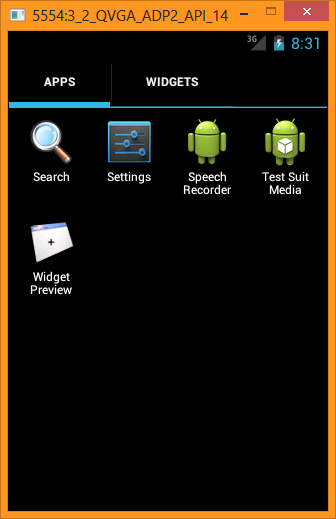 5554:3_2_QVGA_ADP2_API_14
3G 8:31
APPS WIDGETS
Search Settings Speech Recorder Test Suit Media
Widget Preview